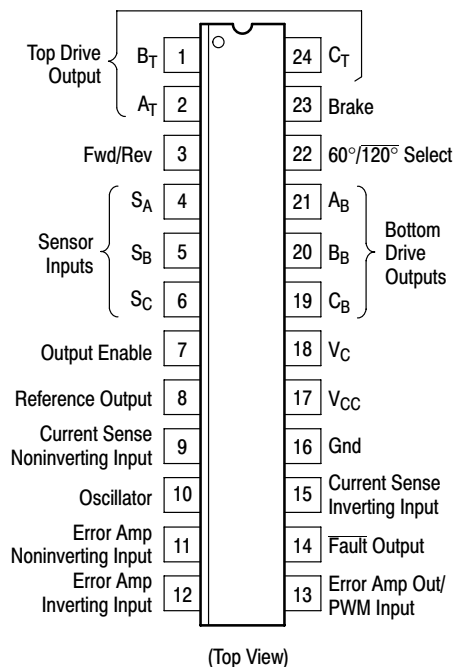 Top Drive
Output
B_T 1
A_T 2
Fwd/Rev 3
Sensor
Inputs
S_A 4
S_B 5
S_C 6
Output Enable 7
Reference Output 8
Current Sense
Noninverting Input 9
Oscillator 10
Error Amp
Noninverting Input 11
Error Amp
Inverting Input 12
24 C_T
23 Brake
22 60°/1̅2̅0̅°̅ Select
21 A_B
20 B_B
19 C_B
Bottom
Drive
Outputs
18 V_C
17 V_CC
16 Gnd
15 Current Sense
Inverting Input
14 F̅a̅u̅l̅t̅ Output
13 Error Amp Out/
PWM Input
(Top View)